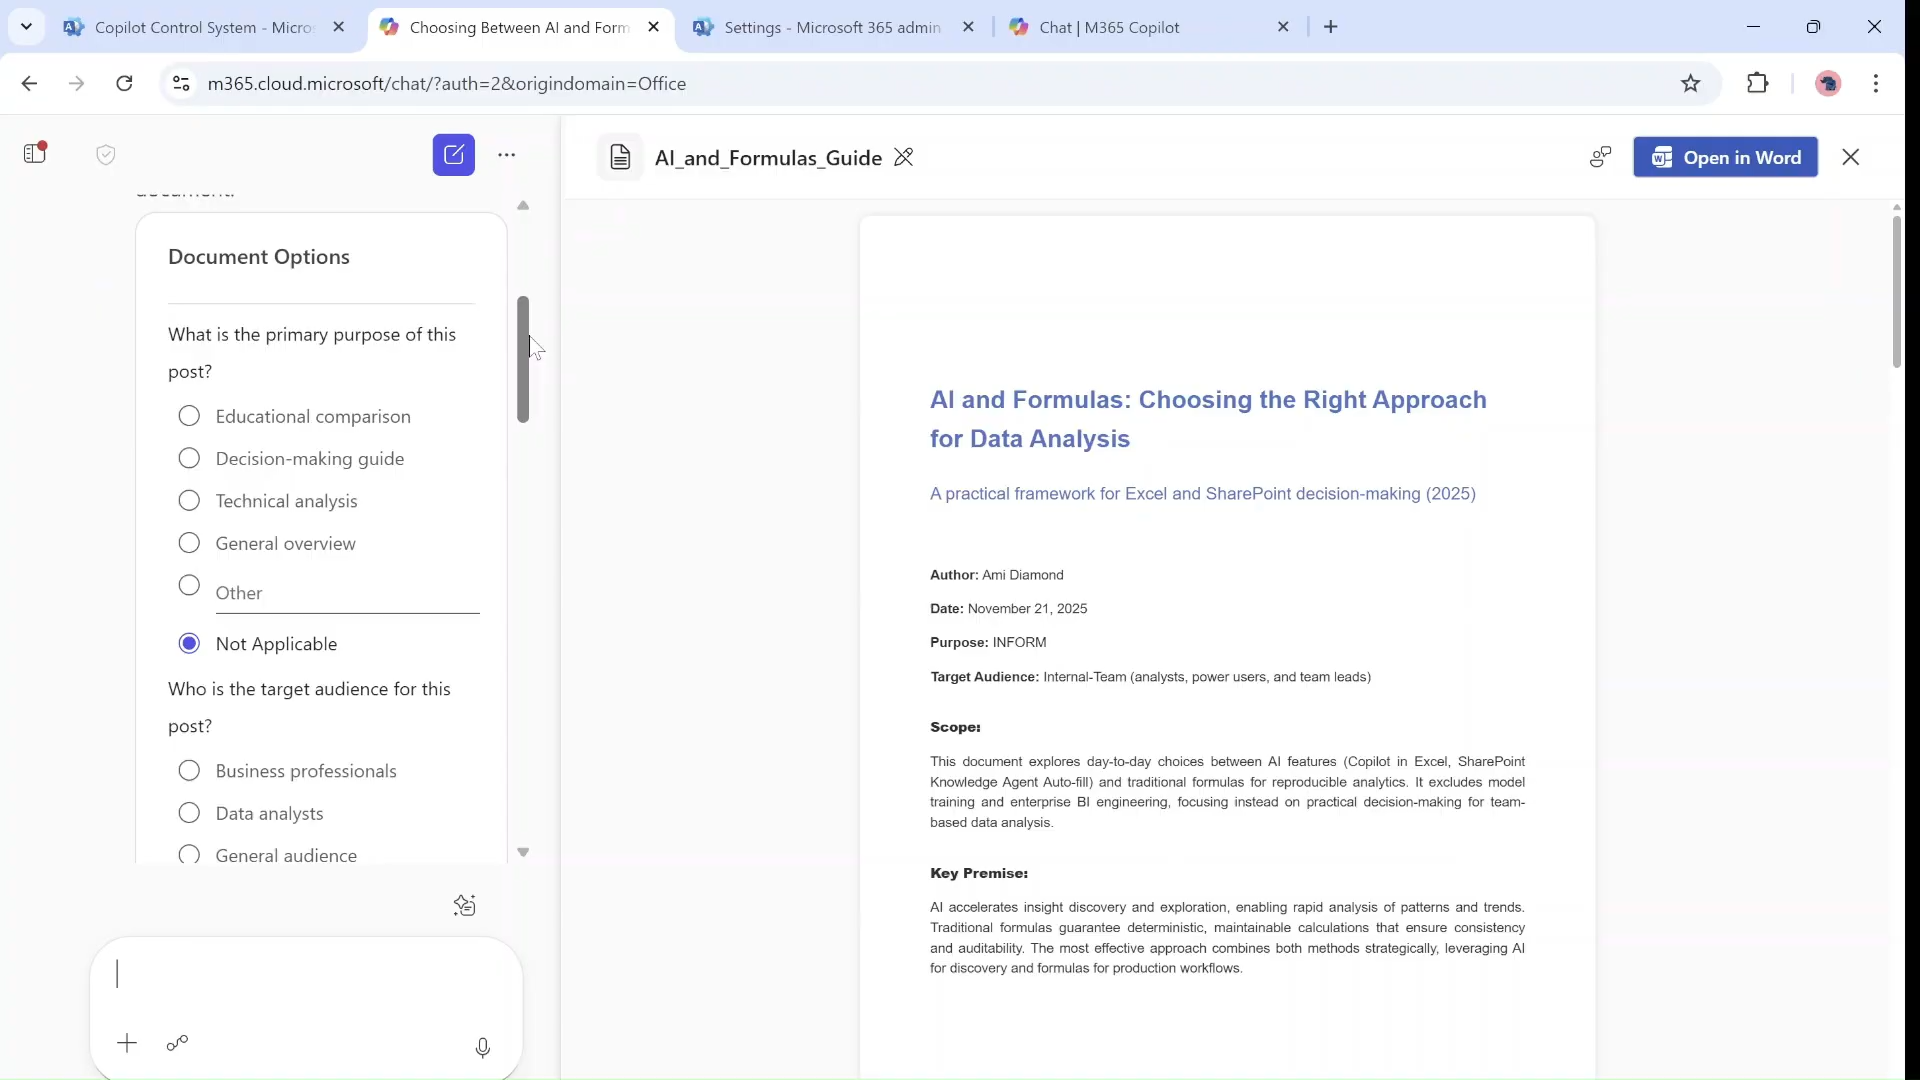 Copilot Control System - Micros
Choosing Between AI and Form
Settings - Microsoft 365 admin
Chat | M365 Copilot
m365.cloud.microsoft/chat/?auth=2&origindomain=Office
AI_and_Formulas_Guide
Open in Word
document.
Document Options
What is the primary purpose of this
post?
Educational comparison
Decision-making guide
Technical analysis
General overview
Other
Not Applicable
Who is the target audience for this
post?
Business professionals
Data analysts
General audience
AI and Formulas: Choosing the Right Approach
for Data Analysis
A practical framework for Excel and SharePoint decision-making (2025)
Author: Ami Diamond
Date: November 21, 2025
Purpose: INFORM
Target Audience: Internal-Team (analysts, power users, and team leads)
Scope:
This document explores day-to-day choices between AI features (Copilot in Excel, SharePoint
Knowledge Agent Auto-fill) and traditional formulas for reproducible analytics. It excludes model
training and enterprise BI engineering, focusing instead on practical decision-making for team-
based data analysis.
Key Premise:
AI accelerates insight discovery and exploration, enabling rapid analysis of patterns and trends.
Traditional formulas guarantee deterministic, maintainable calculations that ensure consistency
and auditability. The most effective approach combines both methods strategically, leveraging AI
for discovery and formulas for production workflows.